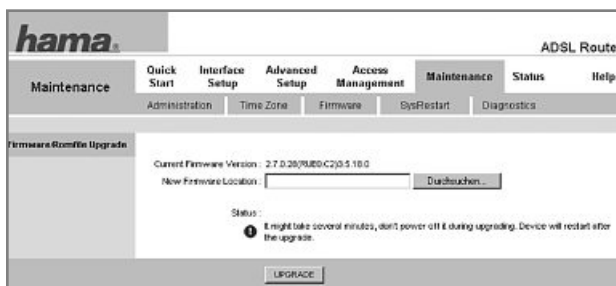 hama.
ADSL Route
Maintenance
Quick Start
Interface Setup
Advanced Setup
Access Management
Maintenance
Status
Help
Administration
Time Zone
Firmware
SysRestart
Diagnostics
Firmware/Romfile Upgrade
Current Firmware Version :
New Firmware Location :
Durchsuchen...
Status :
It might take several minutes, don't power off it during upgrading. Device will restart after
the upgrade.
UPGRADE